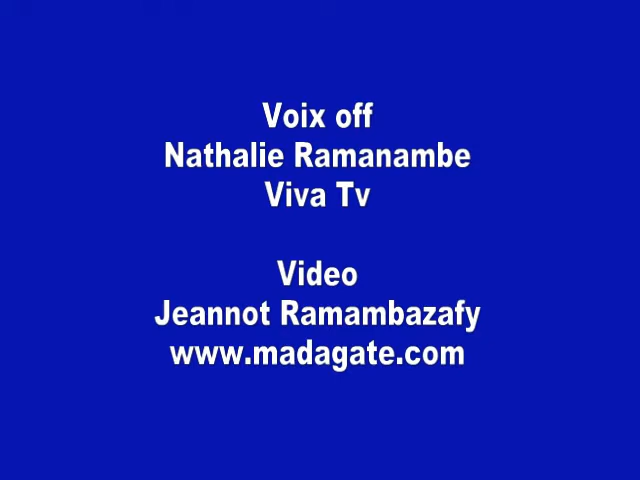 Voix off
Nathalie Ramanambe
Viva Tv
Video
Jeannot Ramambazafy
www.madagate.com